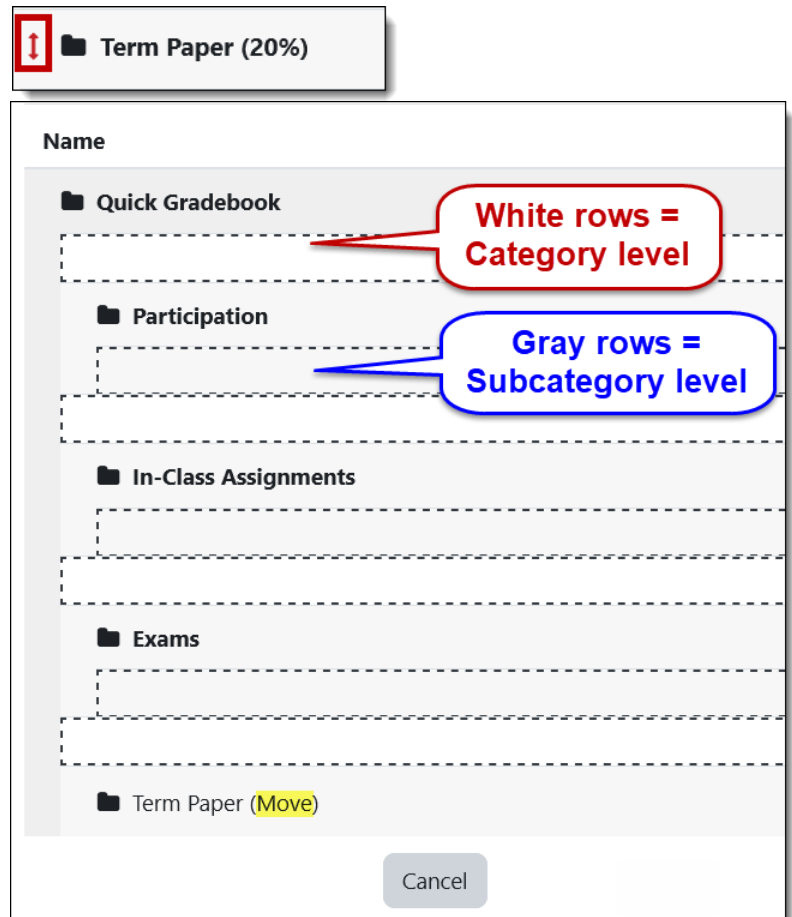 Term Paper (20%)
Name
Quick Gradebook
White rows =
Category level
Participation
Gray rows =
Subcategory level
In-Class Assignments
Exams
Term Paper (Move)
Cancel